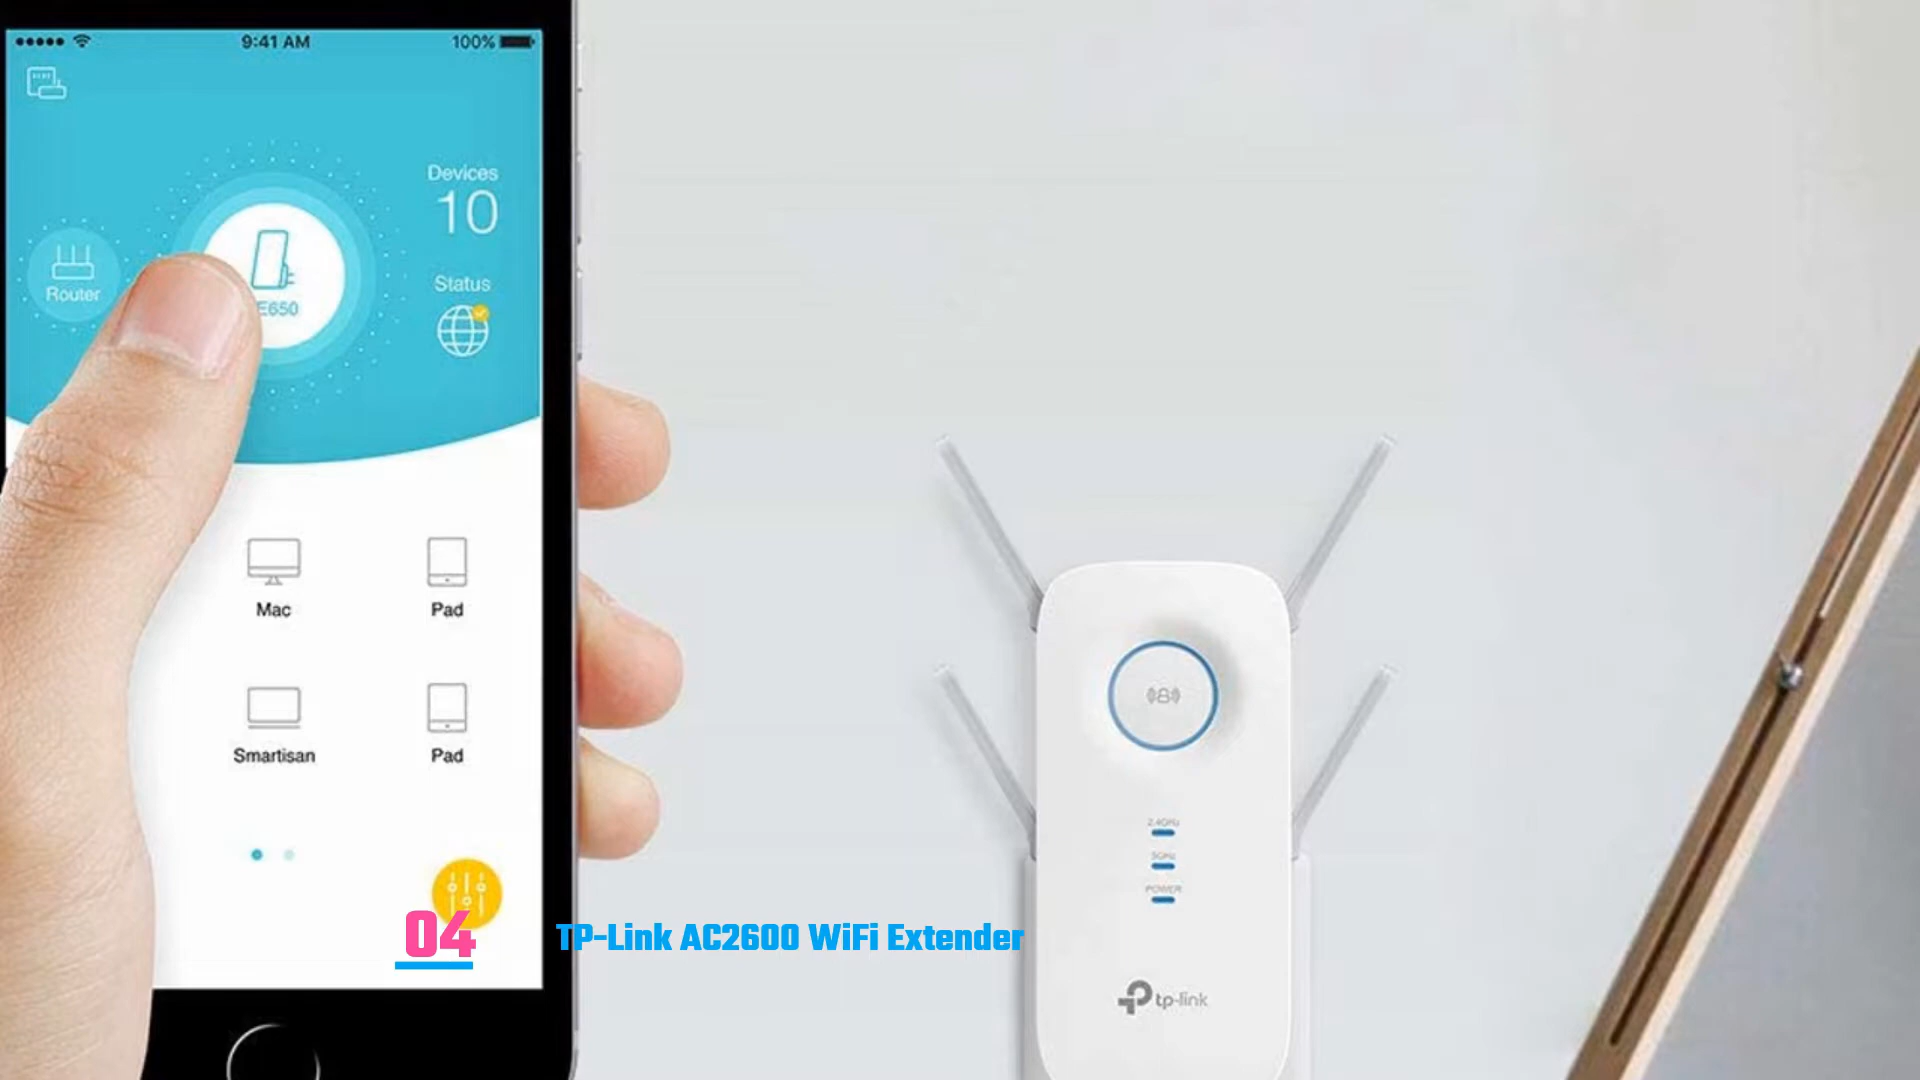 9:41 AM
100%
Devices
10
Router
E650
Status
Mac
Pad
Smartisan
Pad
2.4GHz
5GHz
POWER
tp-link
04
TP-Link AC2600 WiFi Extender